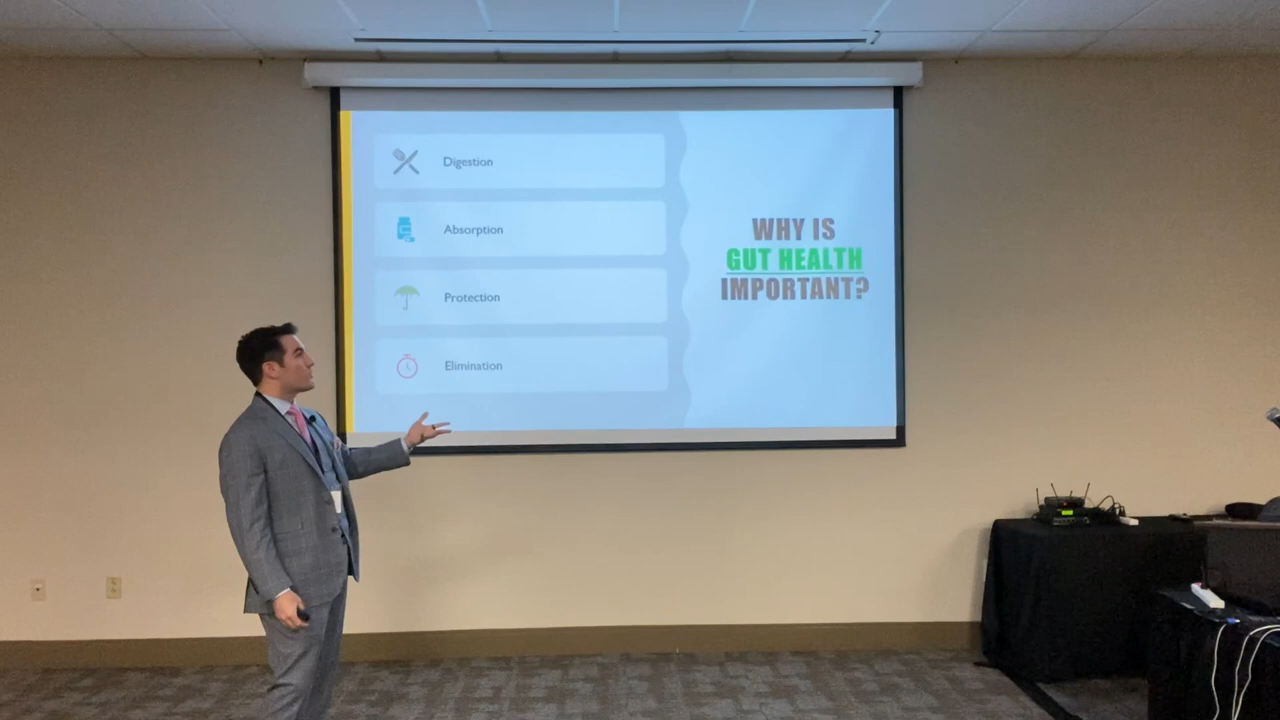 Digestion
Absorption
Protection
Elimination
WHY IS
GUT HEALTH
IMPORTANT?